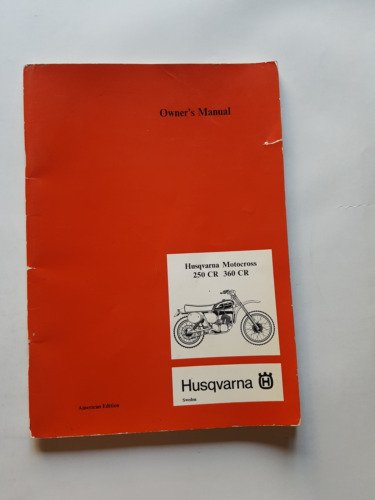 Owner's Manual
Husqvarna Motocross
250 CR 360 CR
Husqvarna
Sweden
American Edition